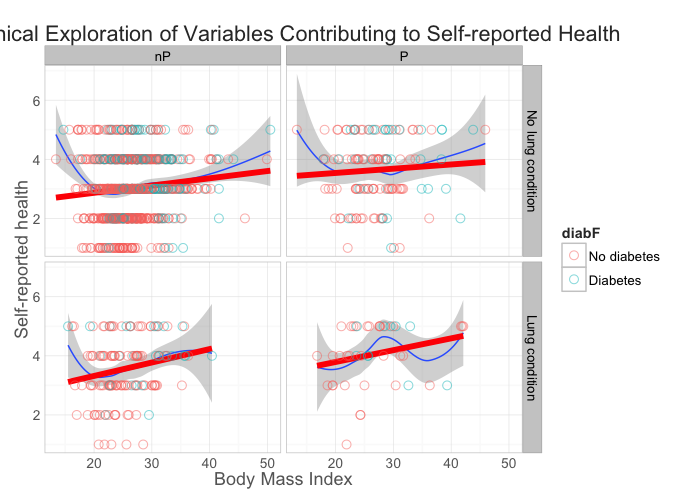 nical Exploration of Variables Contributing to Self-reported Health
nP
P
6
4
2
No lung condition
6
4
2
Lung condition
Self-reported health
20
30
40
50
20
30
40
50
Body Mass Index
diabF
No diabetes
Diabetes